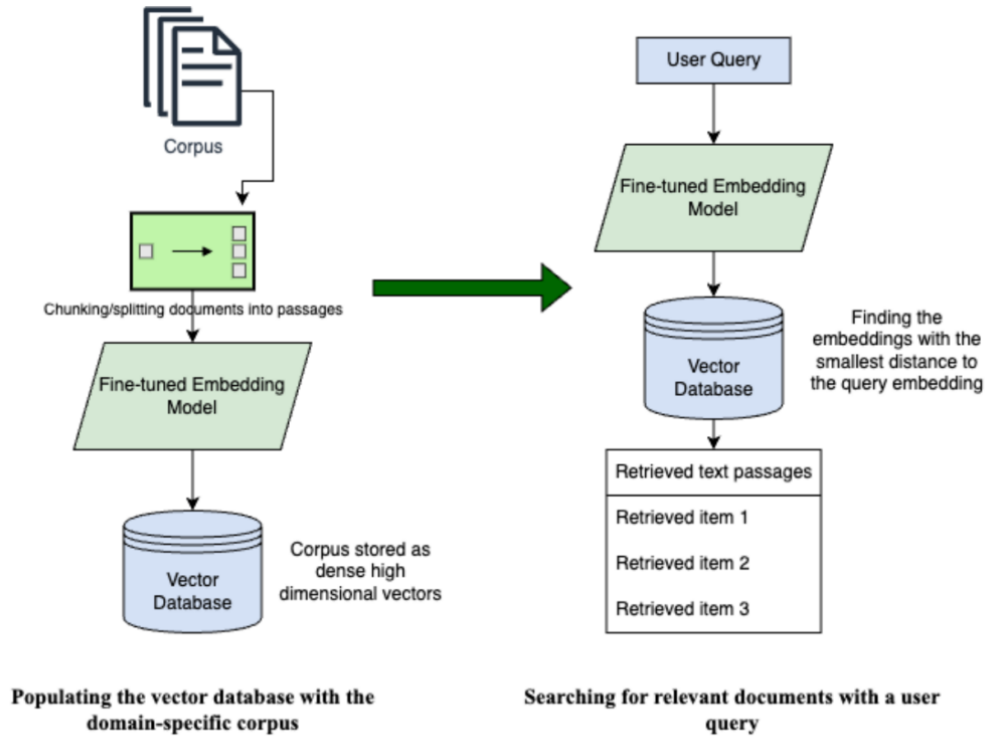 Corpus
Chunking/splitting documents into passages
Fine-tuned Embedding
Model
Vector
Database
Corpus stored as
dense high
dimensional vectors
Populating the vector database with the
domain-specific corpus
User Query
Fine-tuned Embedding
Model
Vector
Database
Finding the
embeddings with the
smallest distance to
the query embedding
Retrieved text passages
Retrieved item 1
Retrieved item 2
Retrieved item 3
Searching for relevant documents with a user
query